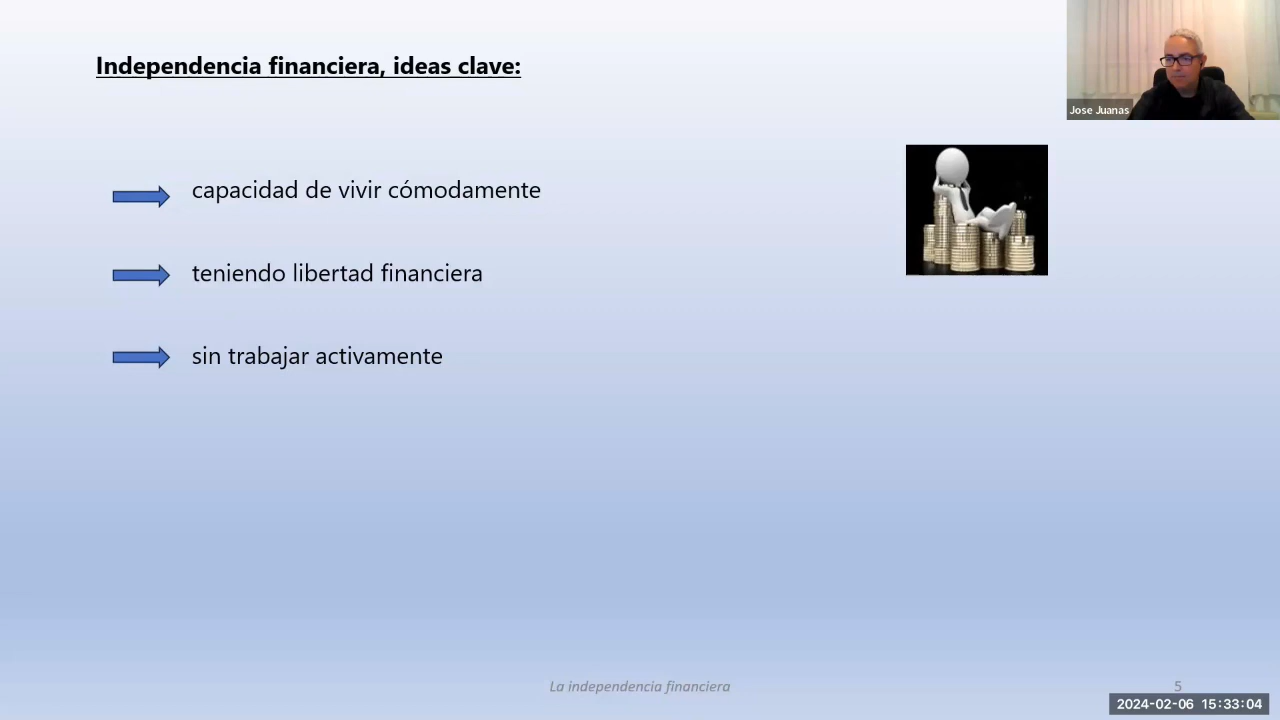 Independencia financiera, ideas clave:
Jose Juanas
capacidad de vivir cómodamente
teniendo libertad financiera
sin trabajar activamente
La independencia financiera
5
2024-02-06 15:33:04